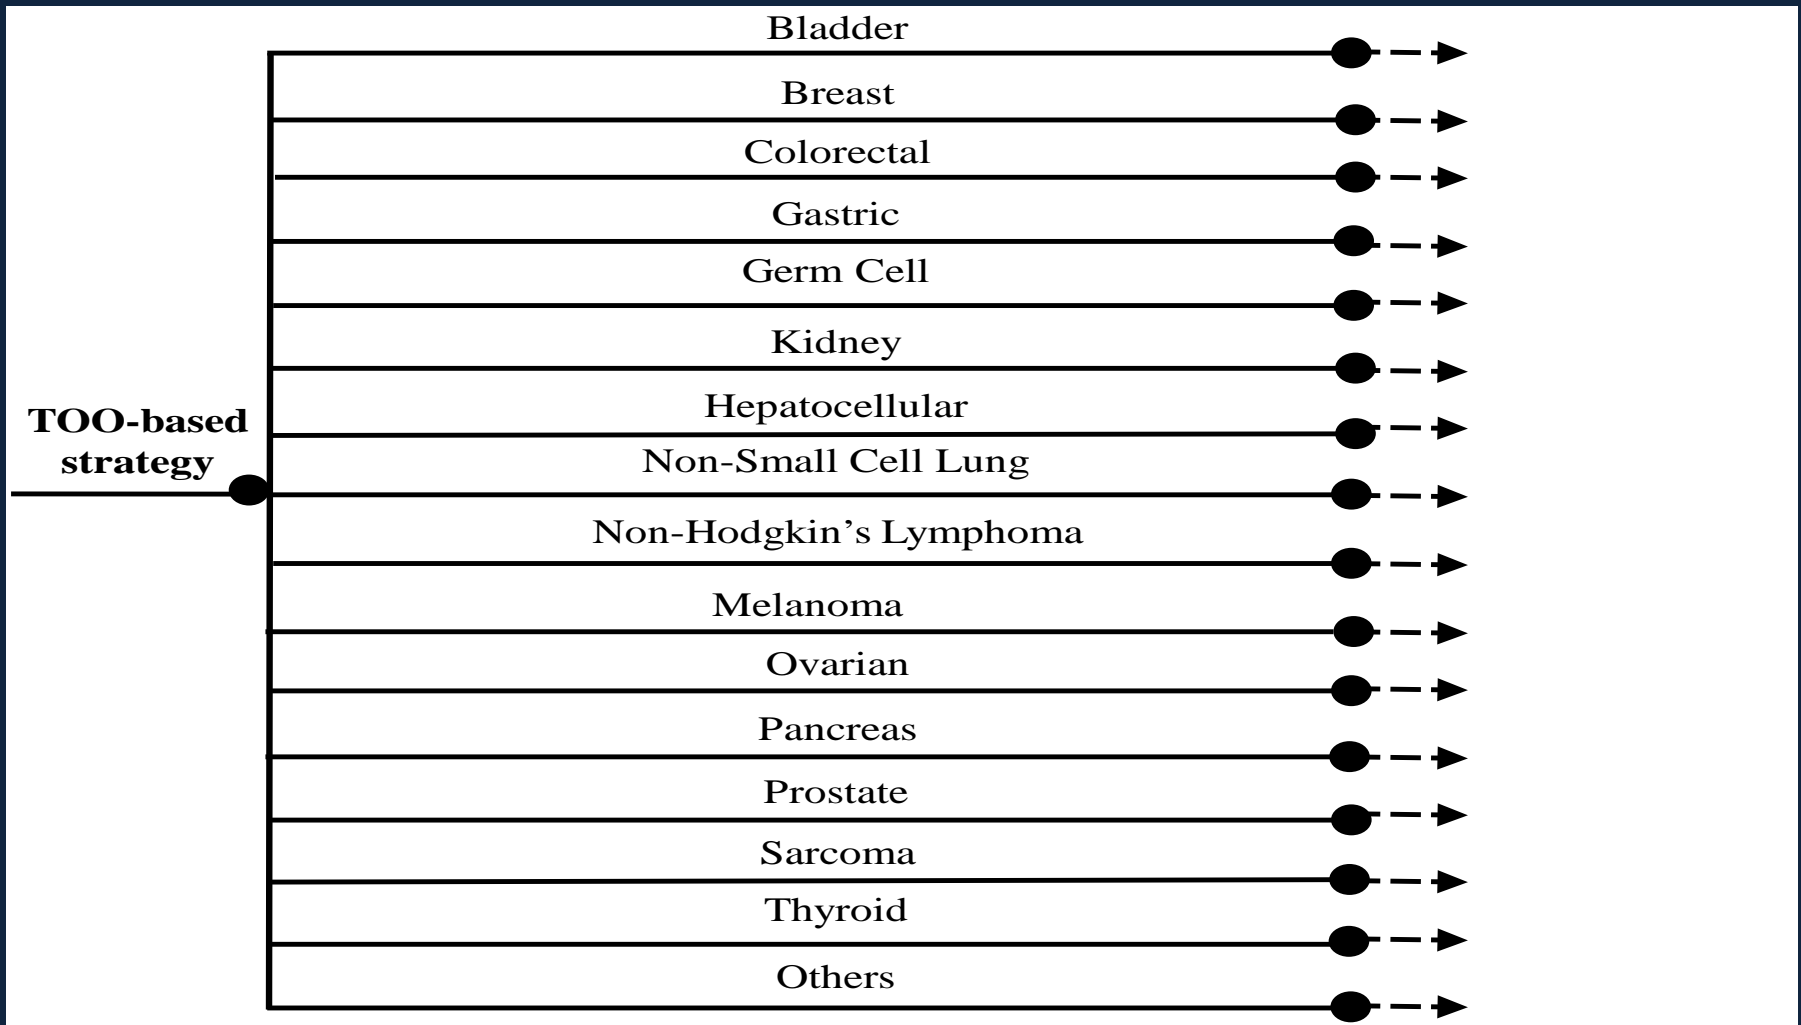 Bladder
Breast
Colorectal
Gastric
Germ Cell
Kidney
Hepatocellular
TOO-based
strategy
Non-Small Cell Lung
Non-Hodgkin’s Lymphoma
Melanoma
Ovarian
Pancreas
Prostate
Sarcoma
Thyroid
Others